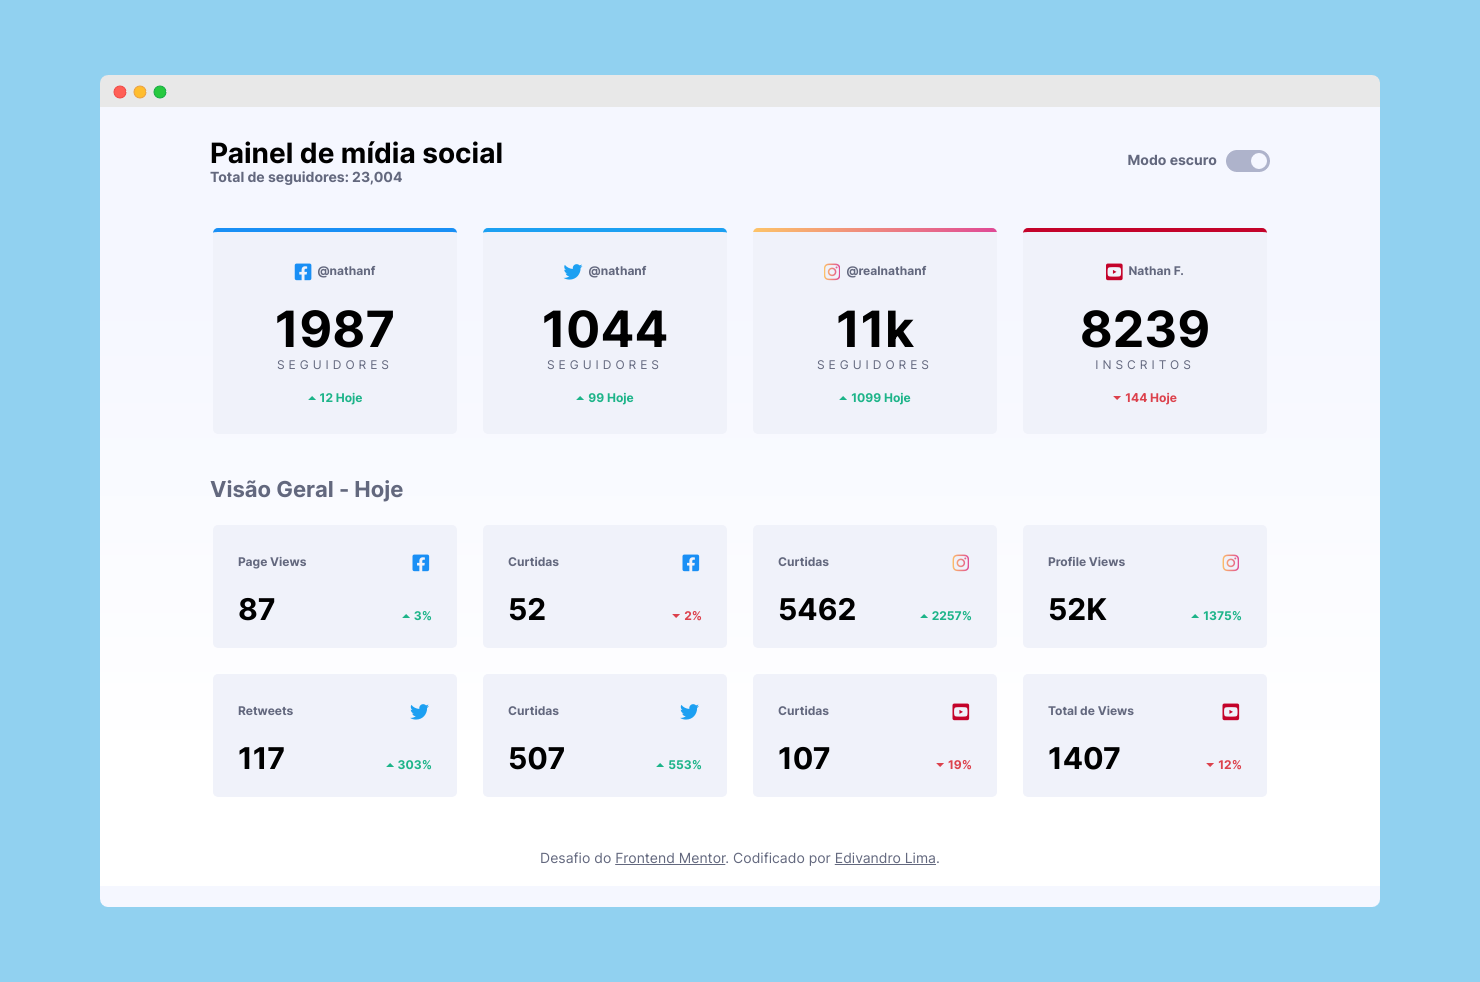 Painel de mídia social
Total de seguidores: 23,004
Modo escuro
@nathanf
1987
SEGUIDORES
12 Hoje
@nathanf
1044
SEGUIDORES
99 Hoje
@realnathanf
11k
SEGUIDORES
1099 Hoje
Nathan F.
8239
INSCRITOS
144 Hoje
Visão Geral - Hoje
Page Views
87
3%
Curtidas
52
2%
Curtidas
5462
2257%
Profile Views
52K
1375%
Retweets
117
303%
Curtidas
507
553%
Curtidas
107
19%
Total de Views
1407
12%
Desafio do Frontend Mentor. Codificado por Edivandro Lima.